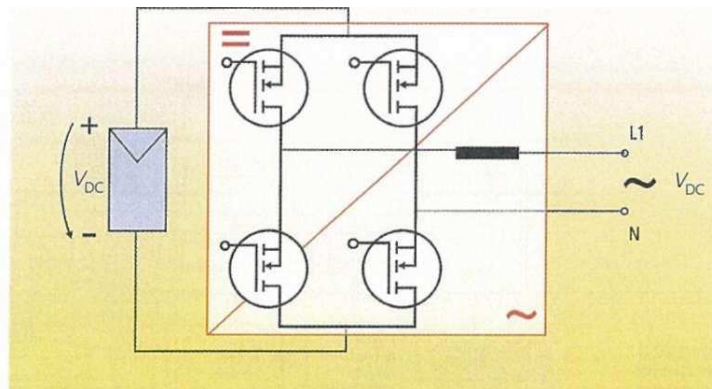 =
+
V_DC
-
L1
~ V_DC
N
~